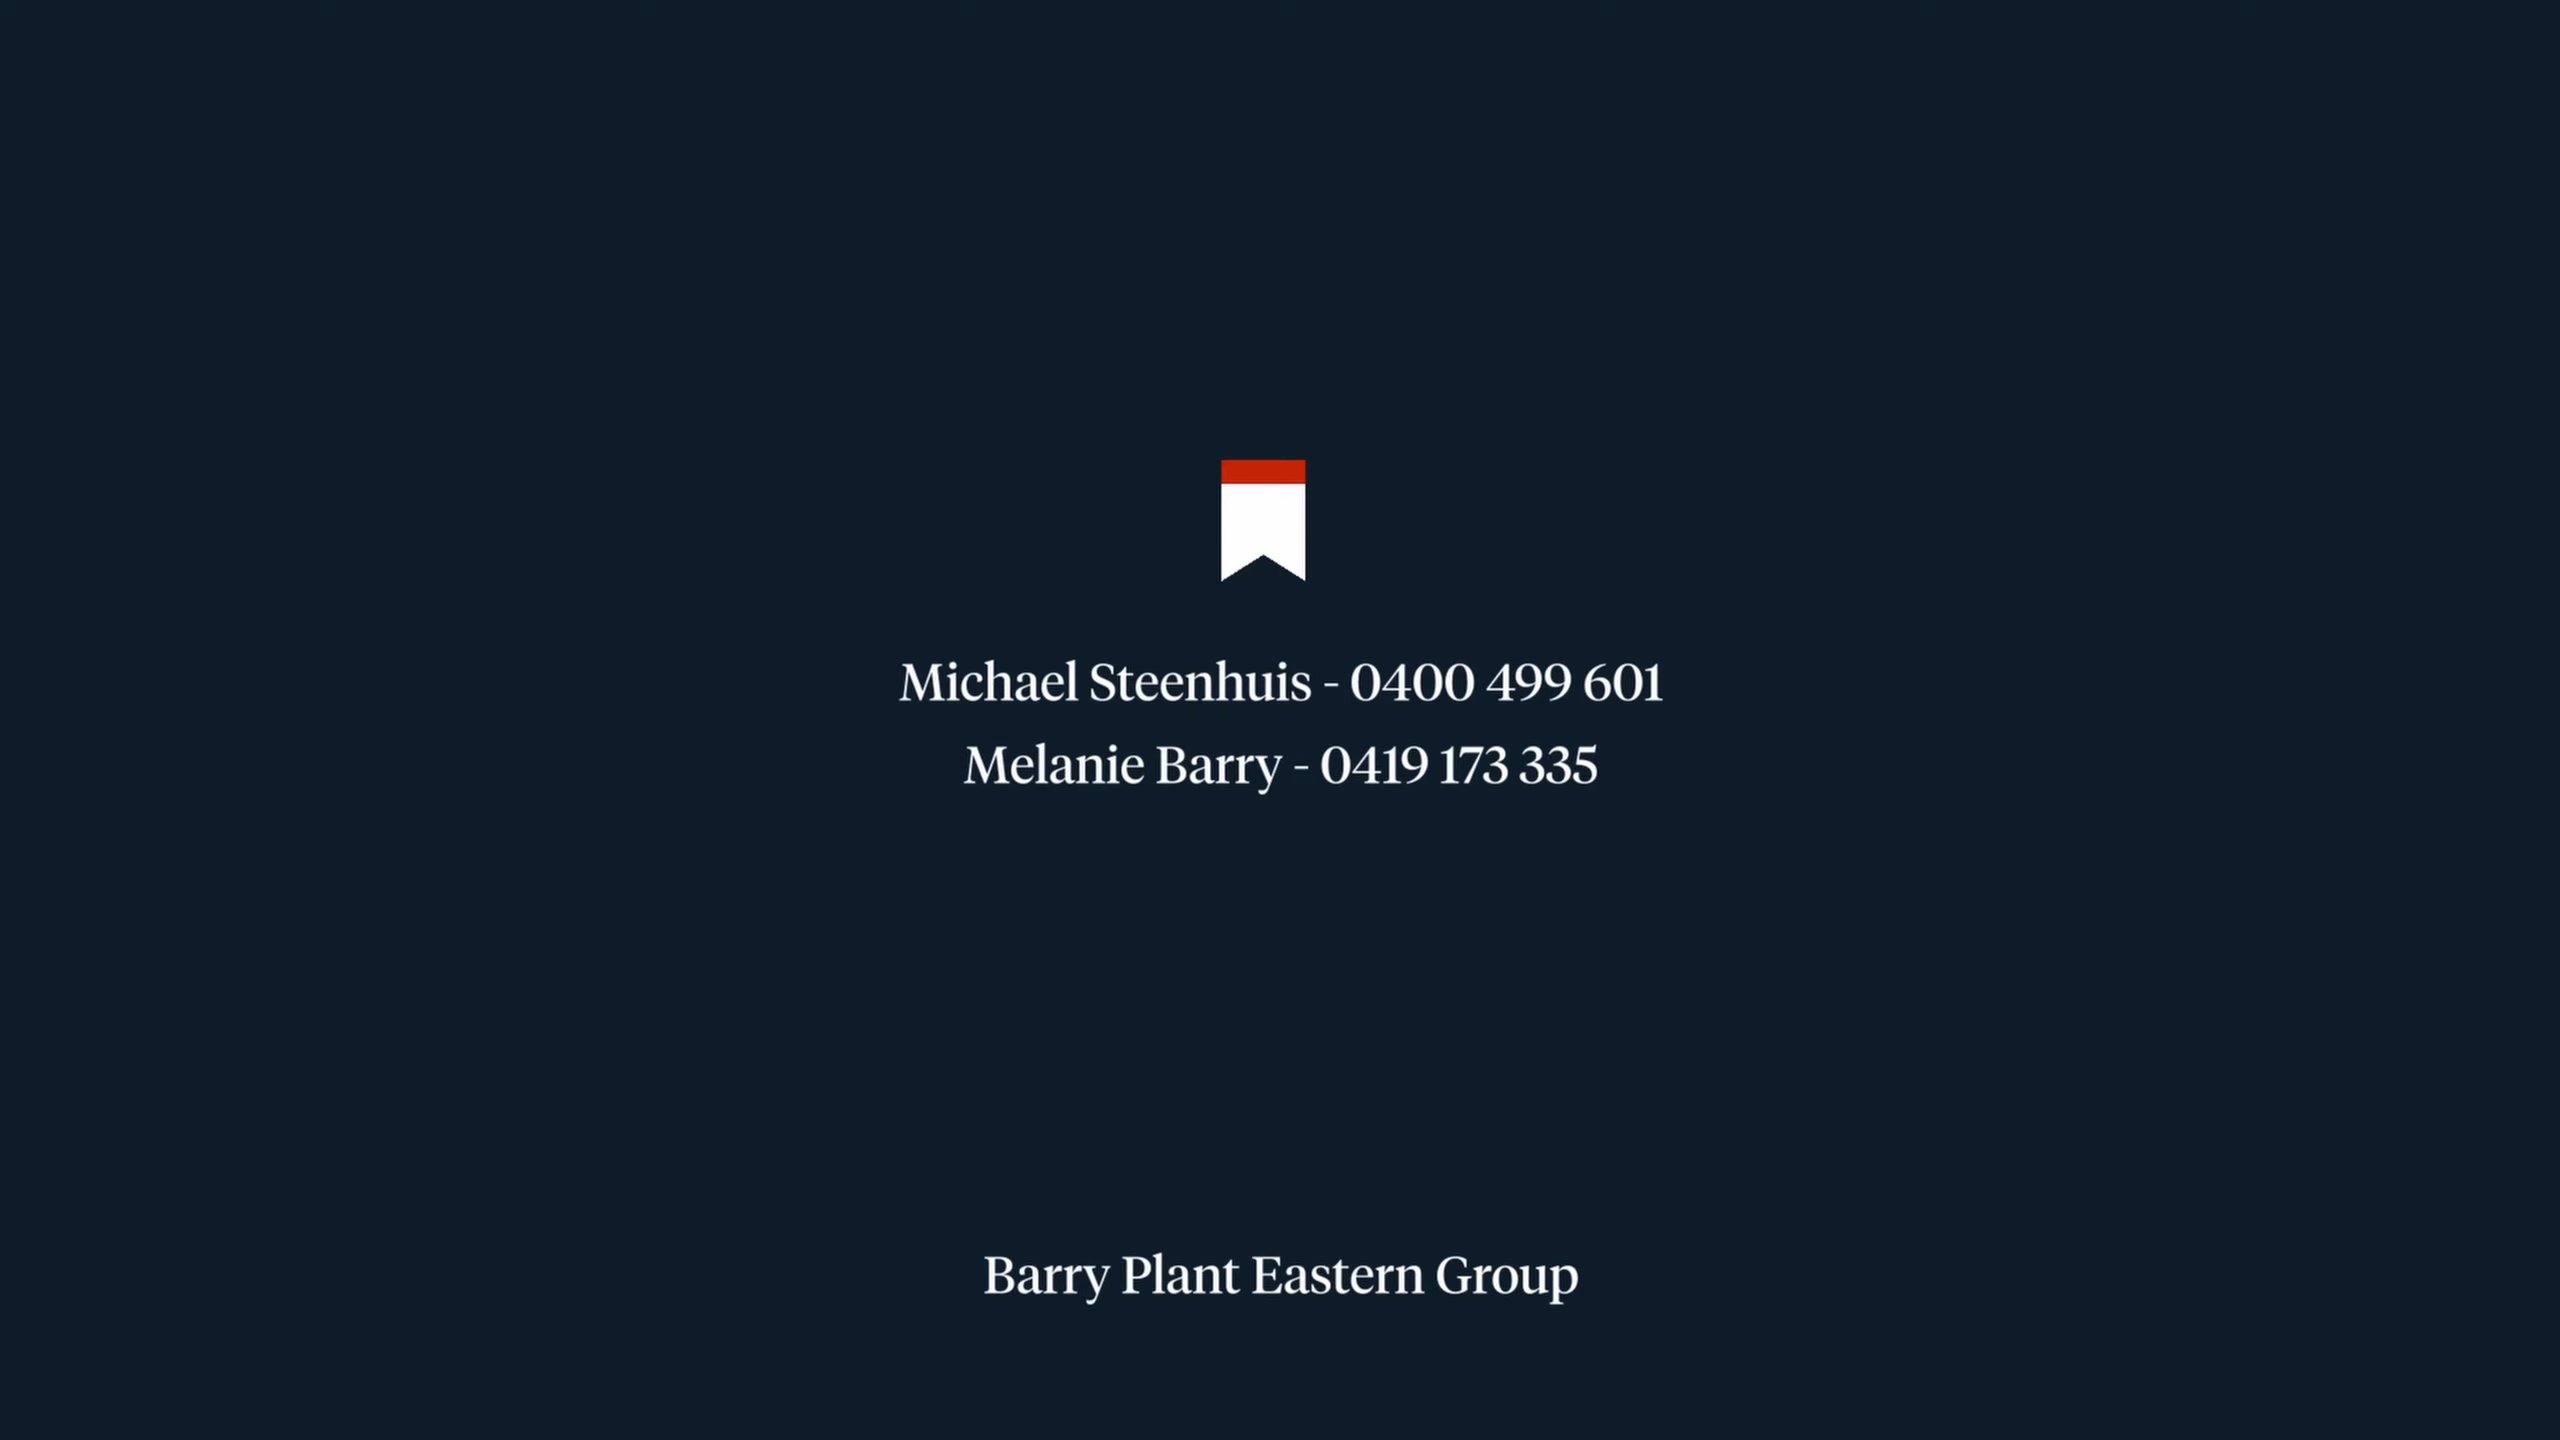 Michael Steenhuis - 0400 499 601
Melanie Barry - 0419 173 335
Barry Plant Eastern Group